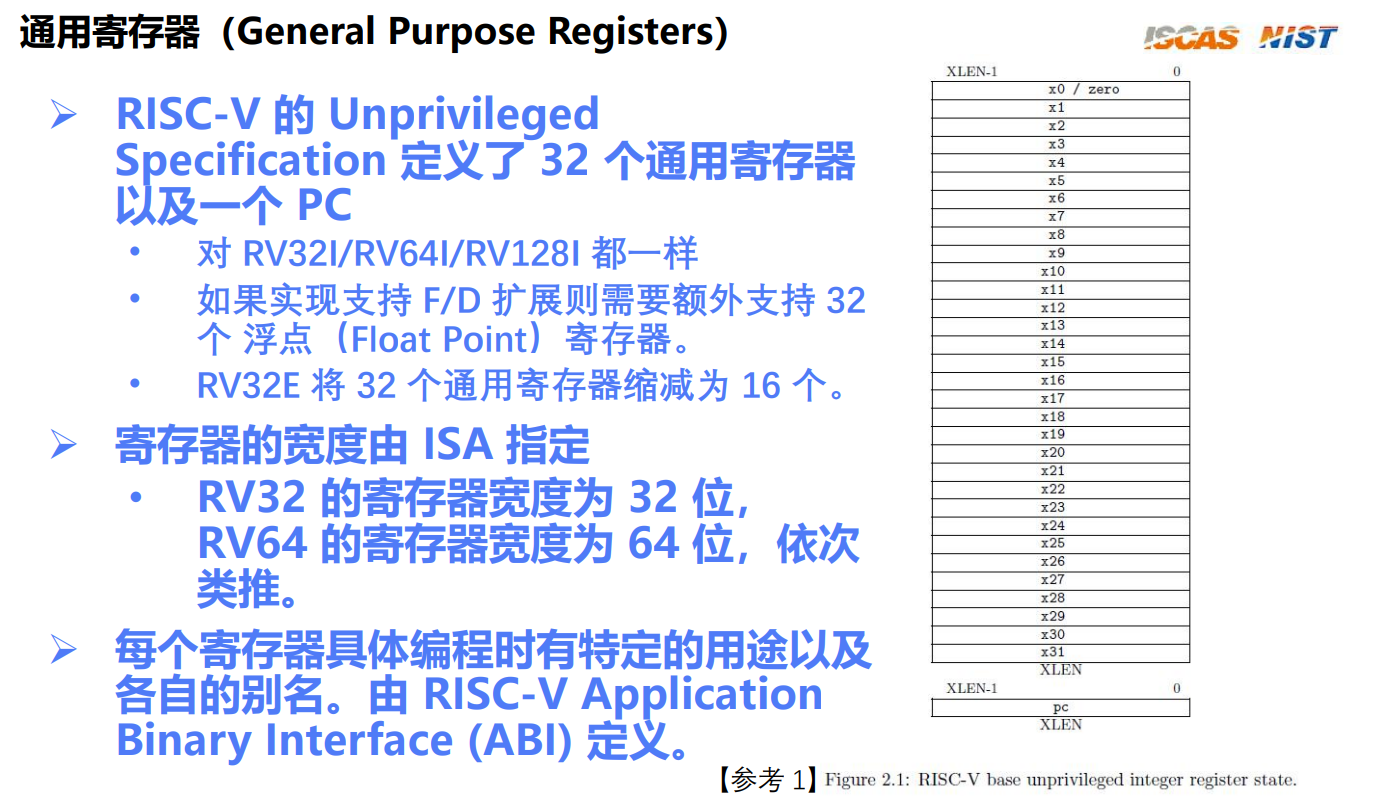 通用寄存器（General Purpose Registers）
ISCAS NIST
➢ RISC-V 的 Unprivileged
Specification 定义了 32 个通用寄存器
以及一个 PC
• 对 RV32I/RV64I/RV128I 都一样
• 如果实现支持 F/D 扩展则需要额外支持 32
个 浮点（Float Point）寄存器。
• RV32E 将 32 个通用寄存器缩减为 16 个。
➢ 寄存器的宽度由 ISA 指定
• RV32 的寄存器宽度为 32 位，
RV64 的寄存器宽度为 64 位，依次
类推。
➢ 每个寄存器具体编程时有特定的用途以及
各自的别名。由 RISC-V Application
Binary Interface (ABI) 定义。
XLEN-1 0
x0 / zero
x1
x2
x3
x4
x5
x6
x7
x8
x9
x10
x11
x12
x13
x14
x15
x16
x17
x18
x19
x20
x21
x22
x23
x24
x25
x26
x27
x28
x29
x30
x31
XLEN
XLEN-1 0
pc
XLEN
【参考 1】Figure 2.1: RISC-V base unprivileged integer register state.